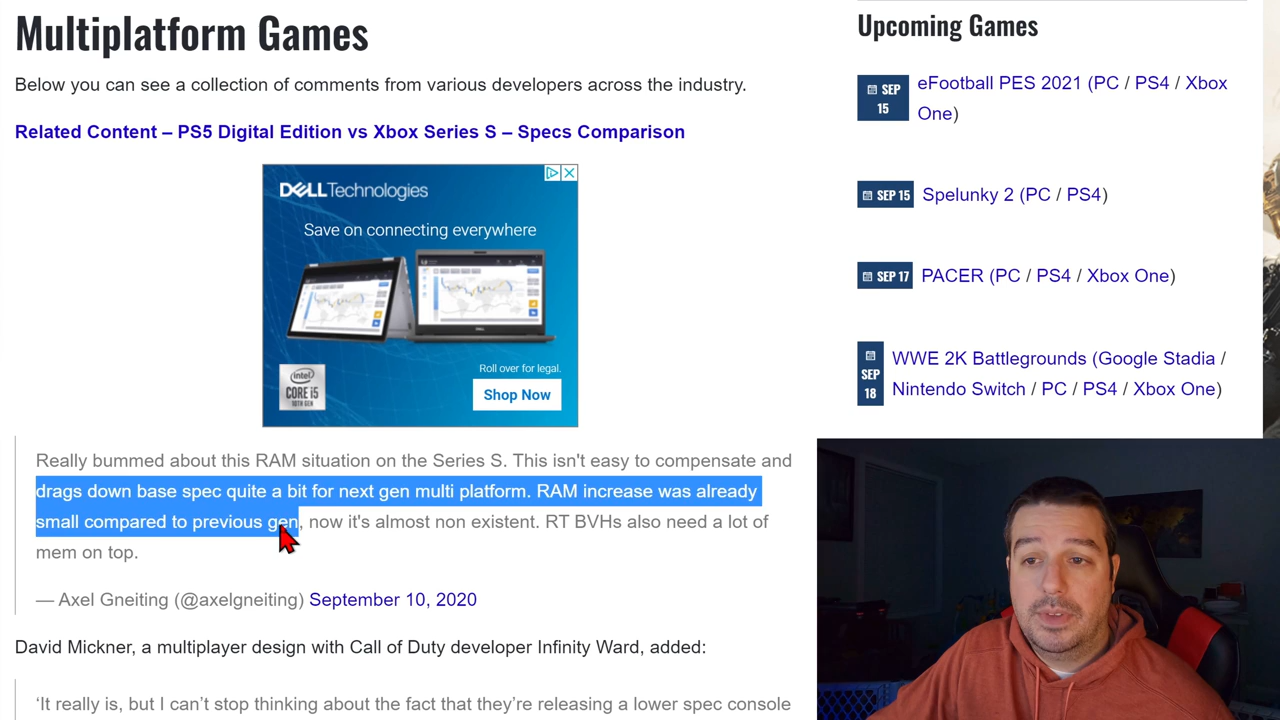 Multiplatform Games
Below you can see a collection of comments from various developers across the industry.
Related Content – PS5 Digital Edition vs Xbox Series S – Specs Comparison
DELLTechnologies
Save on connecting everywhere
intel
CORE i5
10TH GEN
Roll over for legal.
Shop Now
Really bummed about this RAM situation on the Series S. This isn't easy to compensate and
drags down base spec quite a bit for next gen multi platform. RAM increase was already
small compared to previous gen, now it's almost non existent. RT BVHs also need a lot of
mem on top.
— Axel Gneiting (@axelgneiting) September 10, 2020
David Mickner, a multiplayer design with Call of Duty developer Infinity Ward, added:
‘It really is, but I can’t stop thinking about the fact that they’re releasing a lower spec console
Upcoming Games
SEP
15
eFootball PES 2021 (PC / PS4 / Xbox
One)
SEP 15
Spelunky 2 (PC / PS4)
SEP 17
PACER (PC / PS4 / Xbox One)
SEP
18
WWE 2K Battlegrounds (Google Stadia /
Nintendo Switch / PC / PS4 / Xbox One)